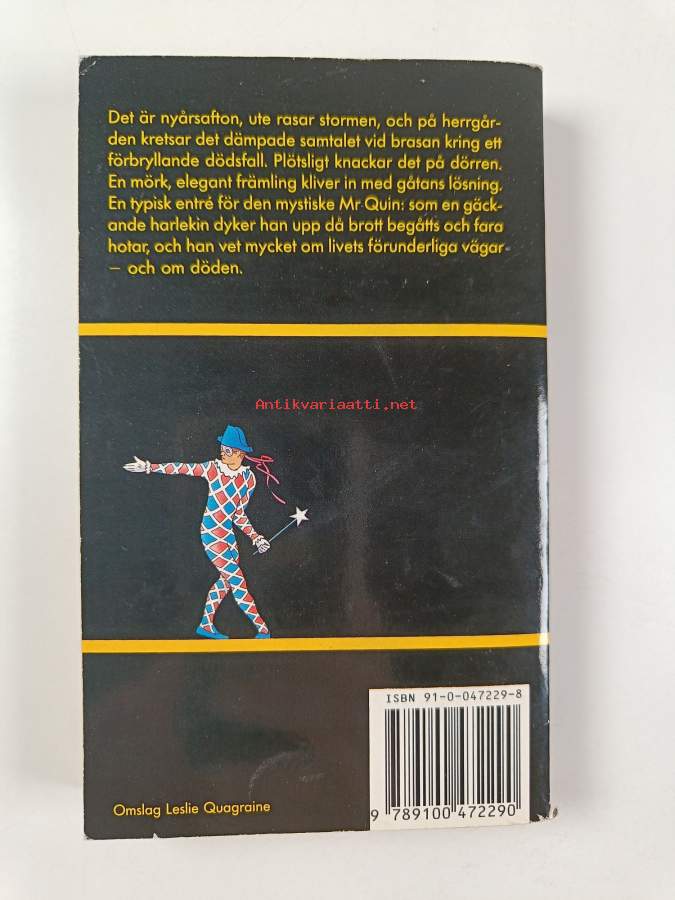 Det är nyårsafton, ute rasar stormen, och på herrgår-
den kretsar det dämpade samtalet vid brasan kring ett
förbryllande dödsfall. Plötsligt knackar det på dörren.
En mörk, elegant främling kliver in med gåtans lösning.
En typisk entré för den mystiske Mr Quin: som en gäck-
ande harlekin dyker han upp då brott begåtts och fara
hotar, och han vet mycket om livets förunderliga vägar
– och om döden.
Antikvariaatti.net
ISBN 91-0-047229-8
9 789100 472290
Omslag Leslie Quagraine